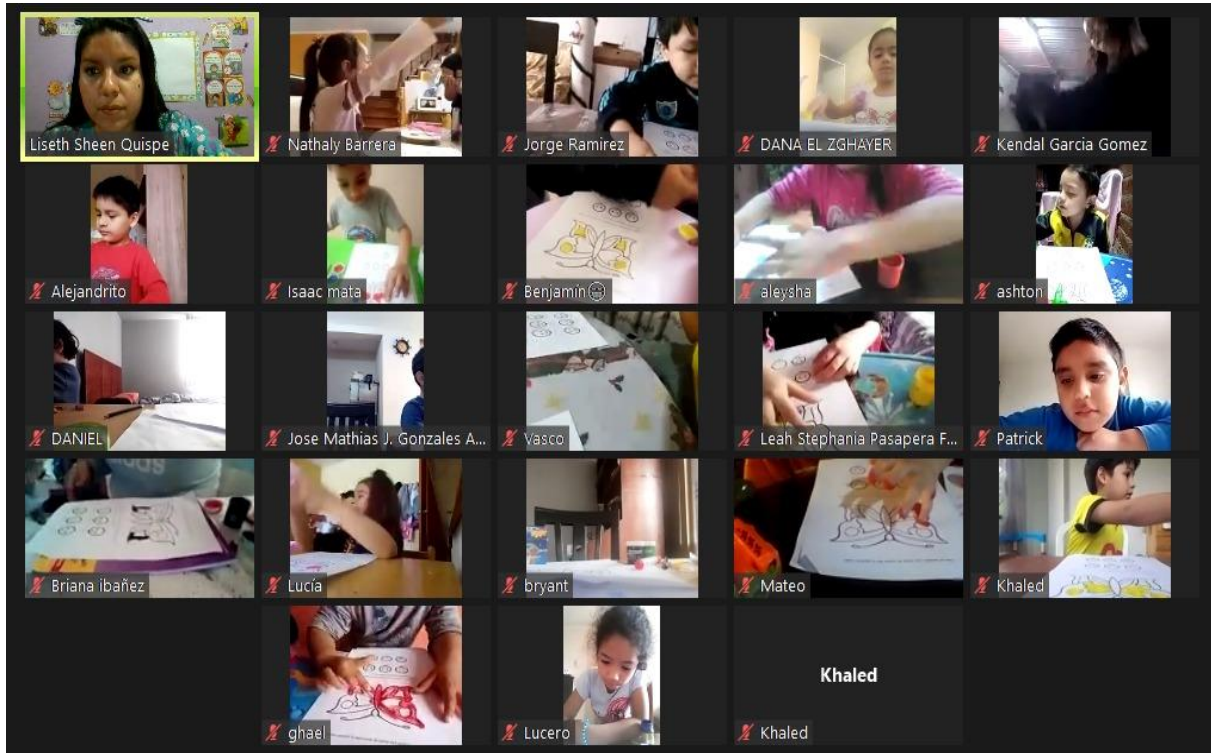 Liseth Sheen Quispe
Nathaly Barrera
Jorge Ramirez
DANA EL ZGHAYER
Kendal Garcia Gomez
Alejandrito
Isaac mata
Benjamín😁
aleysha
ashton
DANIEL
Jose Mathias J. Gonzales A...
Vasco
Leah Stephania Pasapera F...
Patrick
Briana ibañez
Lucía
bryant
Mateo
Khaled
ghael
Lucero
Khaled
Khaled